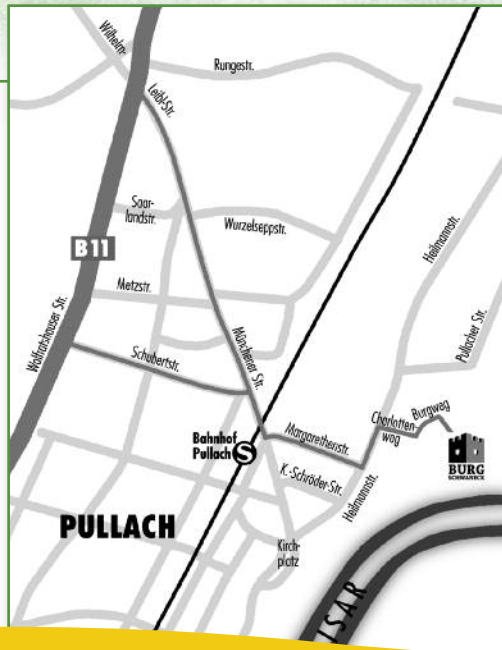 Wilhelm-
Leibl-Str.
Rungestr.
Saar-
landstr.
Wurzelseppstr.
Heilmannstr.
B11
Metzstr.
Wolfratshauser Str.
Schubertstr.
Münchener Str.
Pullacher Str.
Bahnhof
Pullach
S
Margarethenstr.
Charlotten-
weg
Burgweg
BURG
SCHWANECK
K.-Schröder-Str.
Heilmannstr.
PULLACH
Kirch-
platz
ISAR